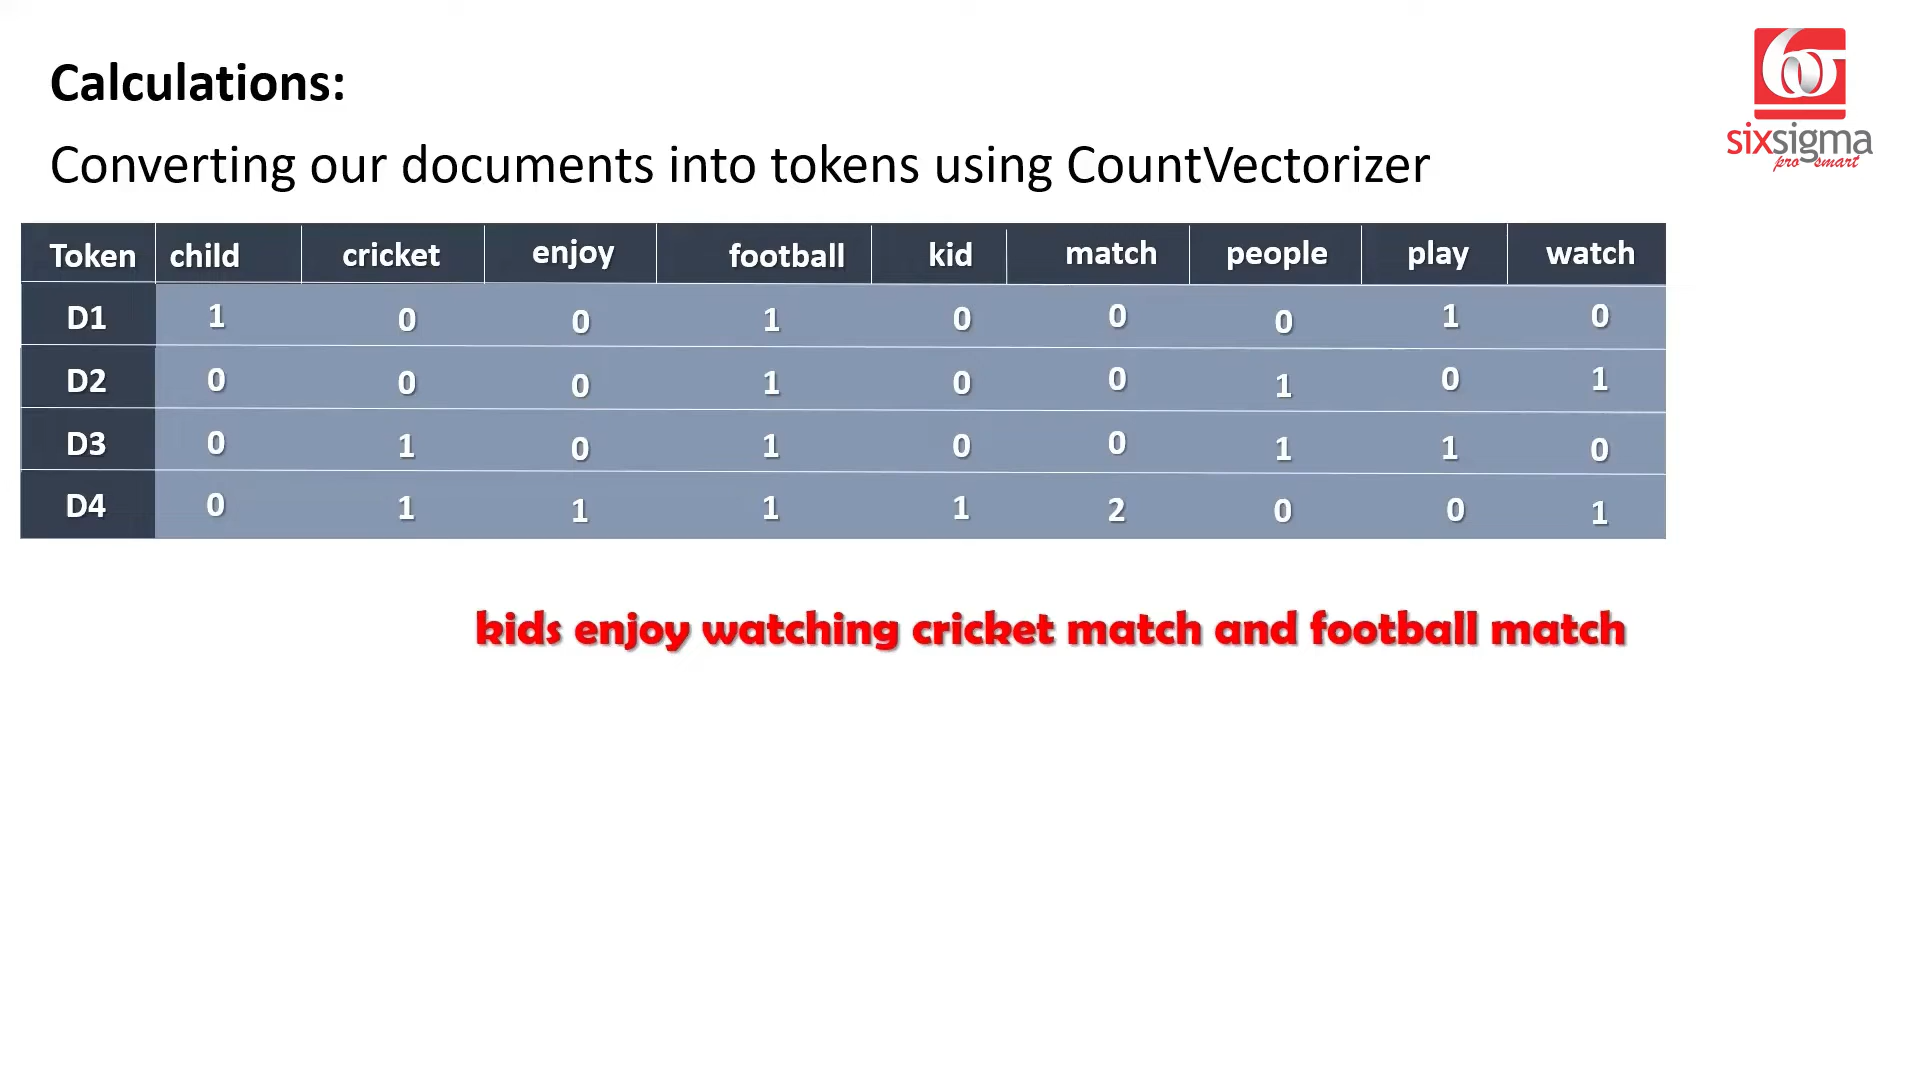 Calculations:
Converting our documents into tokens using CountVectorizer
sixsigma
pro smart
Token child cricket enjoy football kid match people play watch
D1 1 0 0 1 0 0 0 1 0
D2 0 0 0 1 0 0 1 0 1
D3 0 1 0 1 0 0 1 1 0
D4 0 1 1 1 1 2 0 0 1
kids enjoy watching cricket match and football match